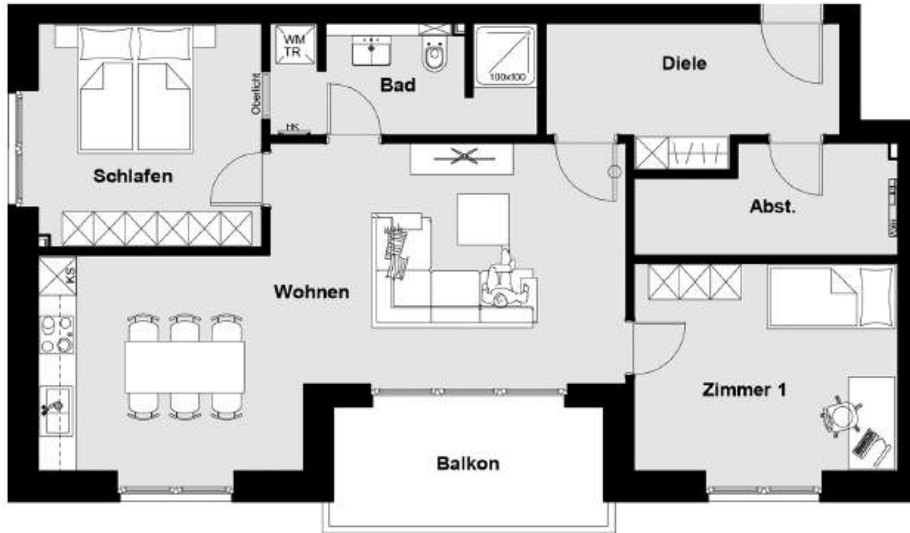 WM
TR
Bad
100x100
Diele
Oberlicht
HK
Schlafen
Abst.
KS
Wohnen
Zimmer 1
Balkon